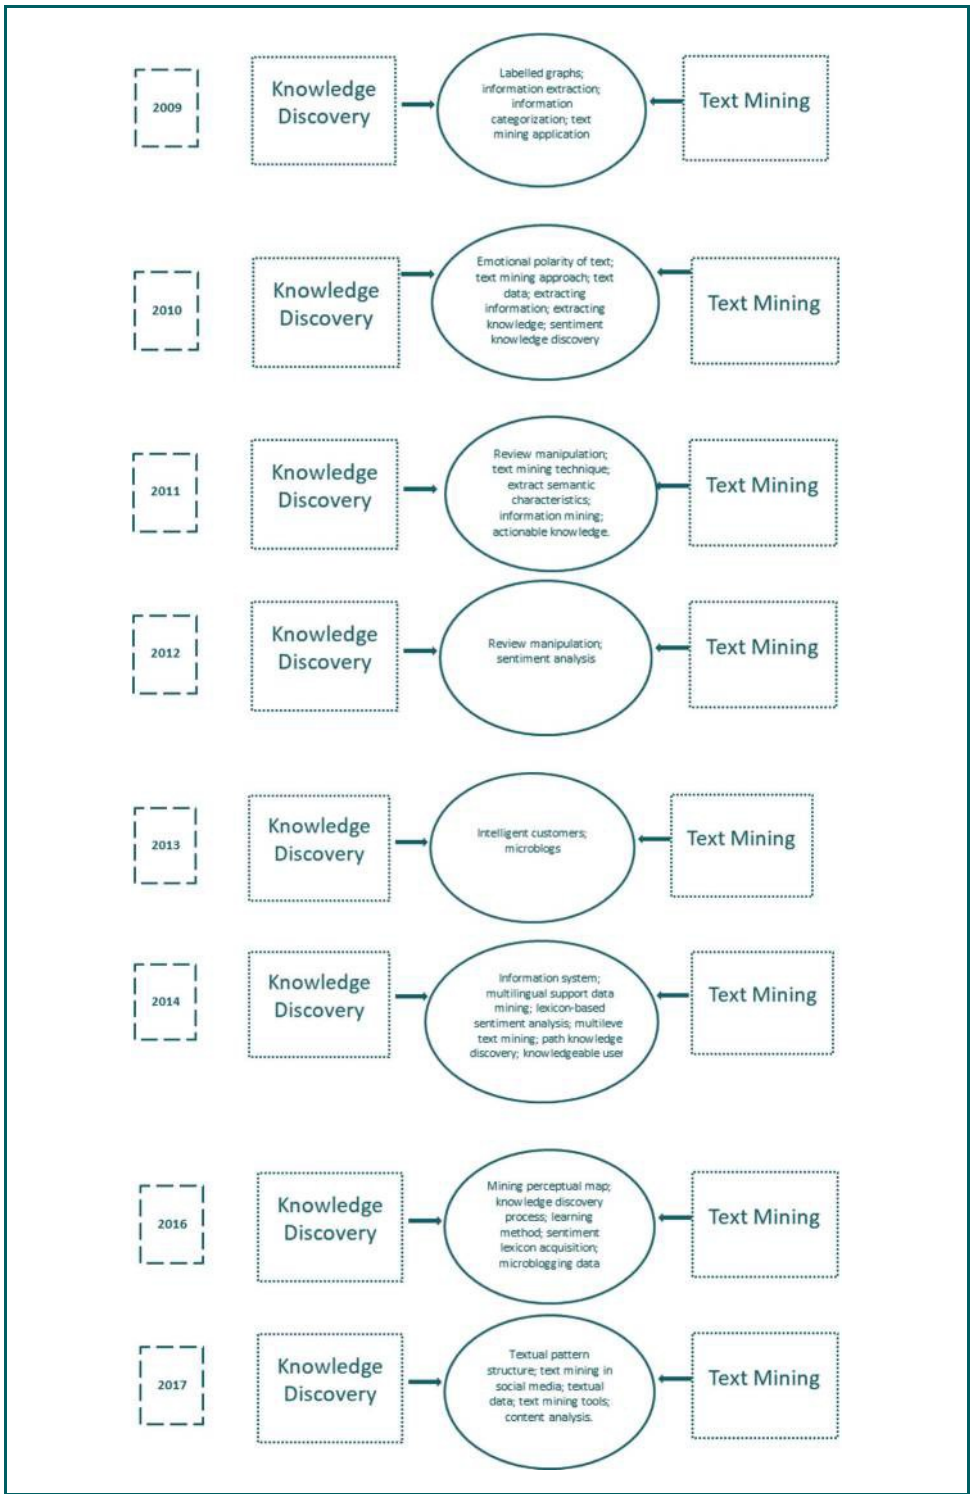 2009
Knowledge
Discovery
Labelled graphs;
information extraction;
information
categorization; text
mining application
Text Mining
2010
Knowledge
Discovery
Emotional polarity of text;
text mining approach; text
data; extracting
information; extracting
knowledge; sentiment
knowledge discovery
Text Mining
2011
Knowledge
Discovery
Review manipulation;
text mining technique;
extract semantic
characteristics;
information mining;
actionable knowledge.
Text Mining
2012
Knowledge
Discovery
Review manipulation;
sentiment analysis
Text Mining
2013
Knowledge
Discovery
Intelligent customers;
microblogs
Text Mining
2014
Knowledge
Discovery
Information system;
multilingual support data
mining; lexicon-based
sentiment analysis; multileve
text mining; path knowledge
discovery; knowledgeable user
Text Mining
2016
Knowledge
Discovery
Mining perceptual map;
knowledge discovery
process; learning
method; sentiment
lexicon acquisition;
microblogging data
Text Mining
2017
Knowledge
Discovery
Textual pattern
structure; text mining in
social media; textual
data; text mining tools;
content analysis.
Text Mining